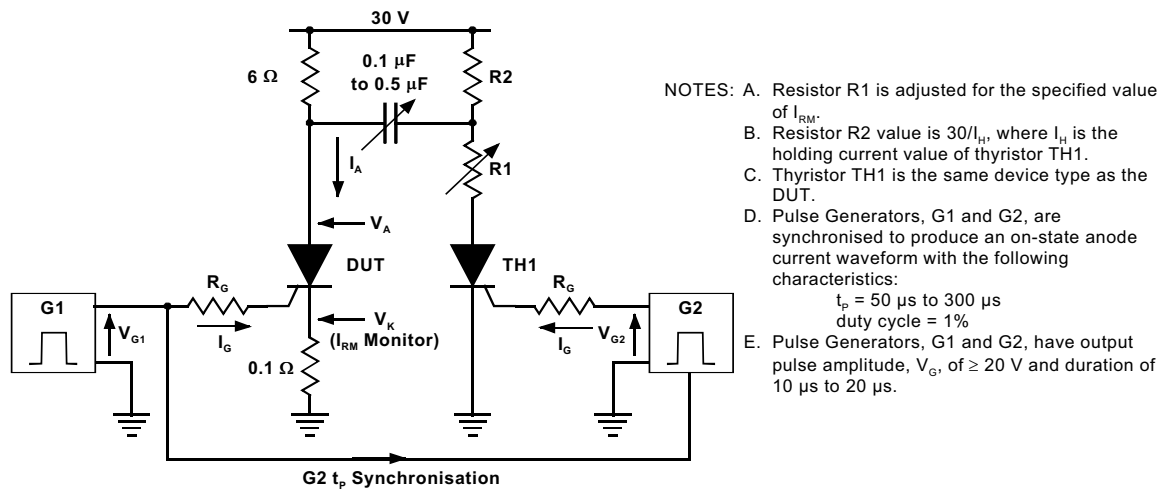 30 V
0.1 µF
to 0.5 µF
6 Ω
R2
I_A
R1
V_A
DUT
TH1
R_G
R_G
G1
G2
V_G1
I_G
V_K
(I_RM Monitor)
I_G
V_G2
0.1 Ω
G2 t_P Synchronisation
NOTES: A. Resistor R1 is adjusted for the specified value
of I_RM.
B. Resistor R2 value is 30/I_H, where I_H is the
holding current value of thyristor TH1.
C. Thyristor TH1 is the same device type as the
DUT.
D. Pulse Generators, G1 and G2, are
synchronised to produce an on-state anode
current waveform with the following
characteristics:
t_P = 50 µs to 300 µs
duty cycle = 1%
E. Pulse Generators, G1 and G2, have output
pulse amplitude, V_G, of ≥ 20 V and duration of
10 µs to 20 µs.